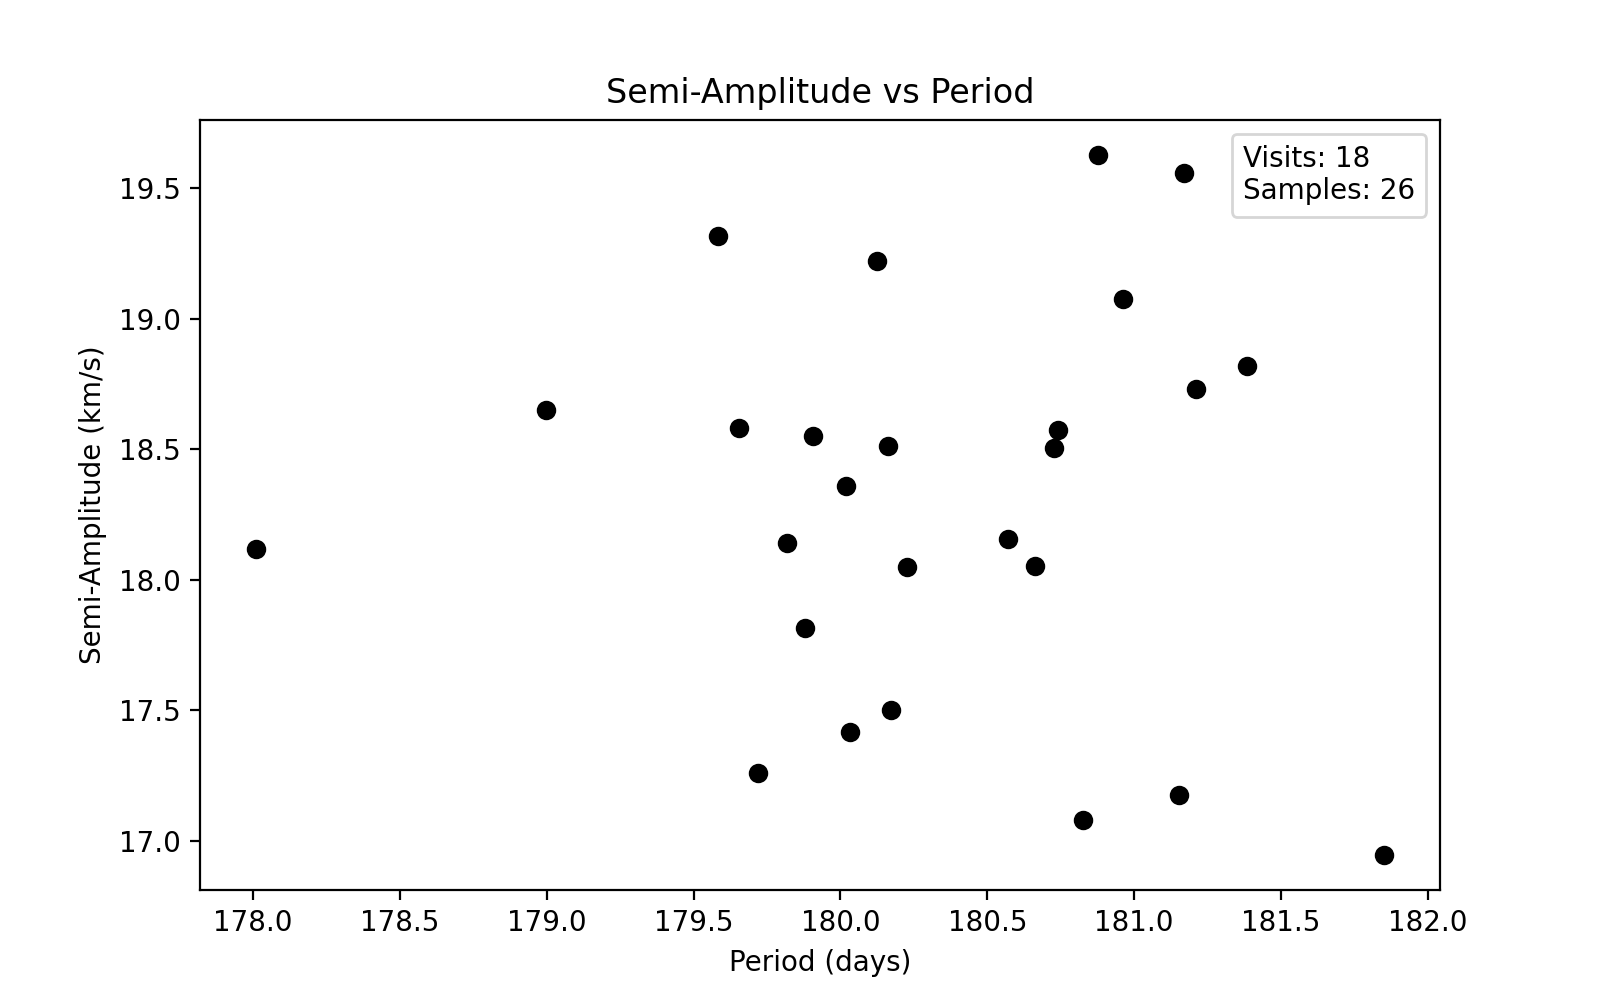 Semi-Amplitude vs Period
Visits: 18
Samples: 26
Semi-Amplitude (km/s)
19.5
19.0
18.5
18.0
17.5
17.0
178.0 178.5 179.0 179.5 180.0 180.5 181.0 181.5 182.0
Period (days)